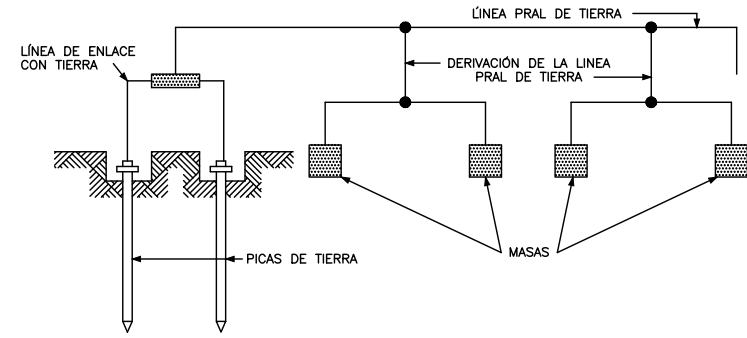 LÍNEA PRAL DE TIERRA
LÍNEA DE ENLACE
CON TIERRA
DERIVACIÓN DE LA LINEA
PRAL DE TIERRA
MASAS
PICAS DE TIERRA